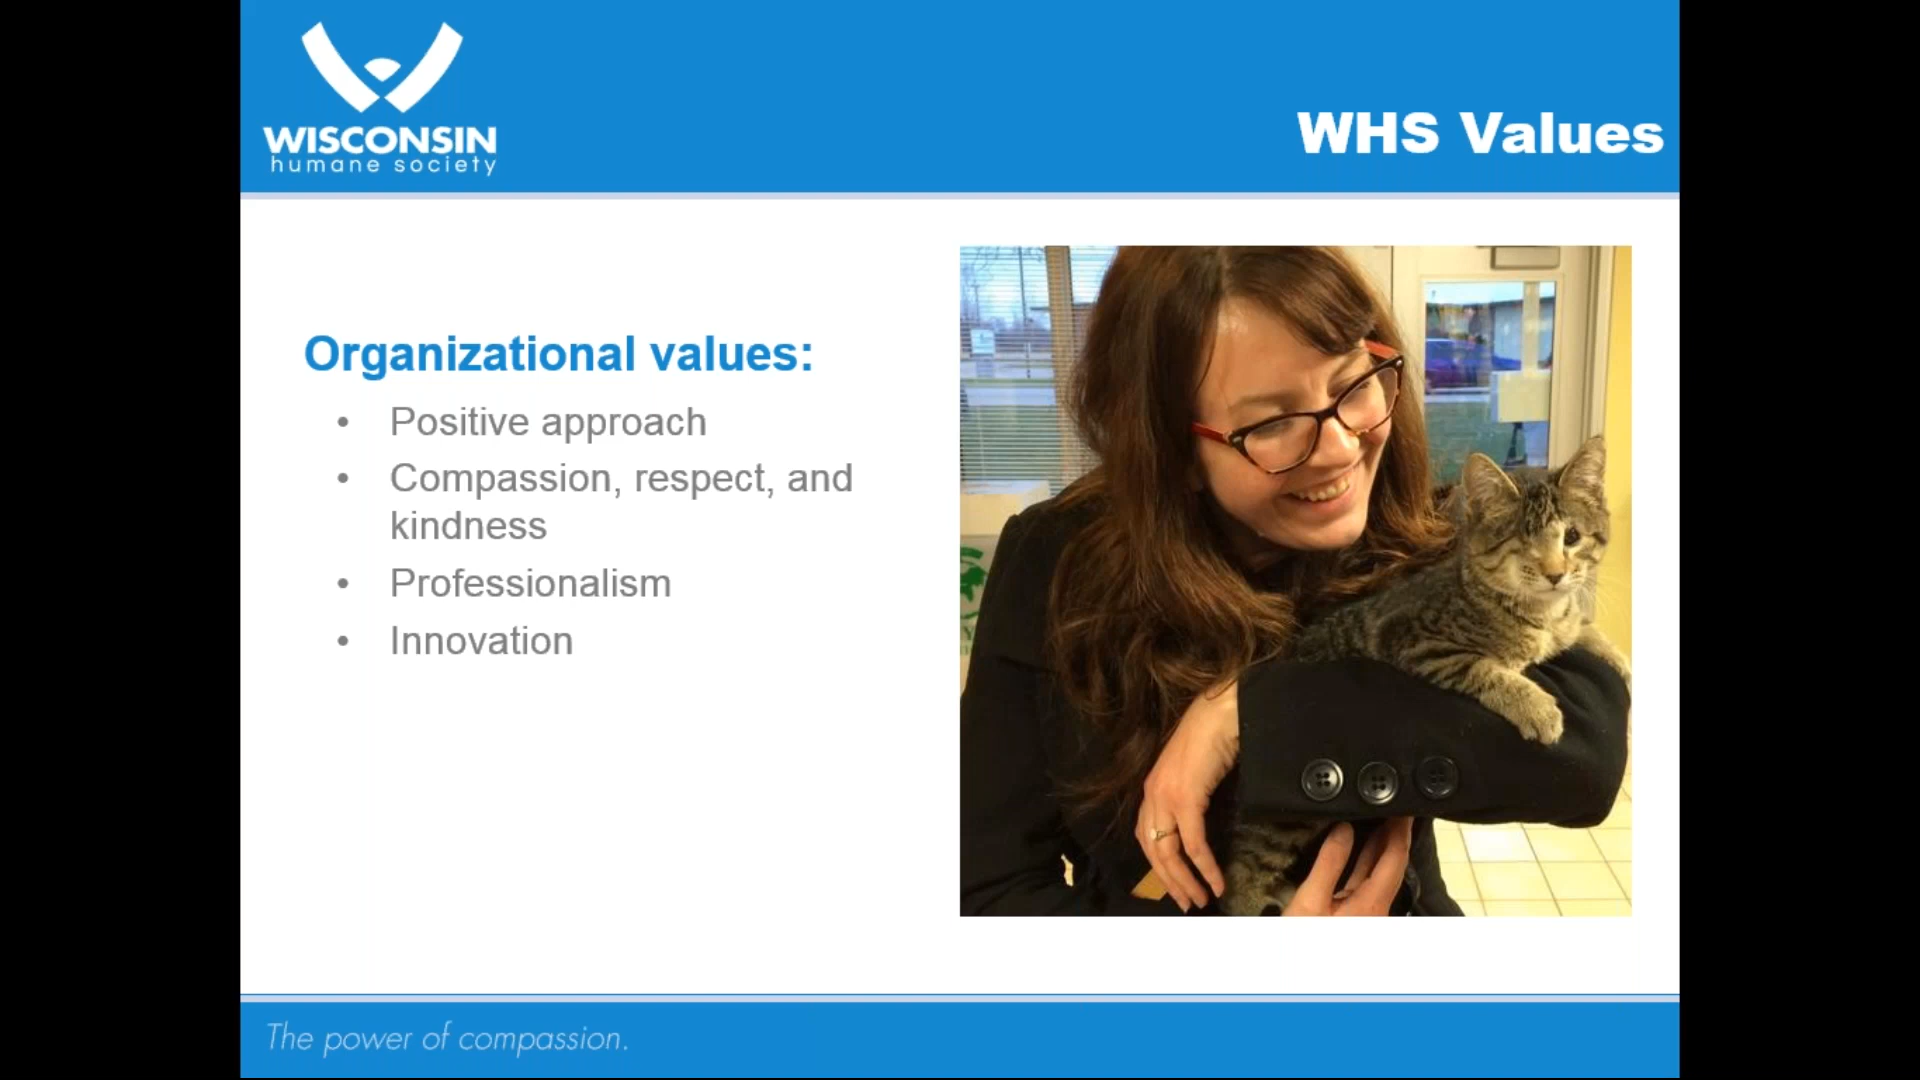 WISCONSIN
humane society
WHS Values
Organizational values:
• Positive approach
• Compassion, respect, and
kindness
• Professionalism
• Innovation
The power of compassion.